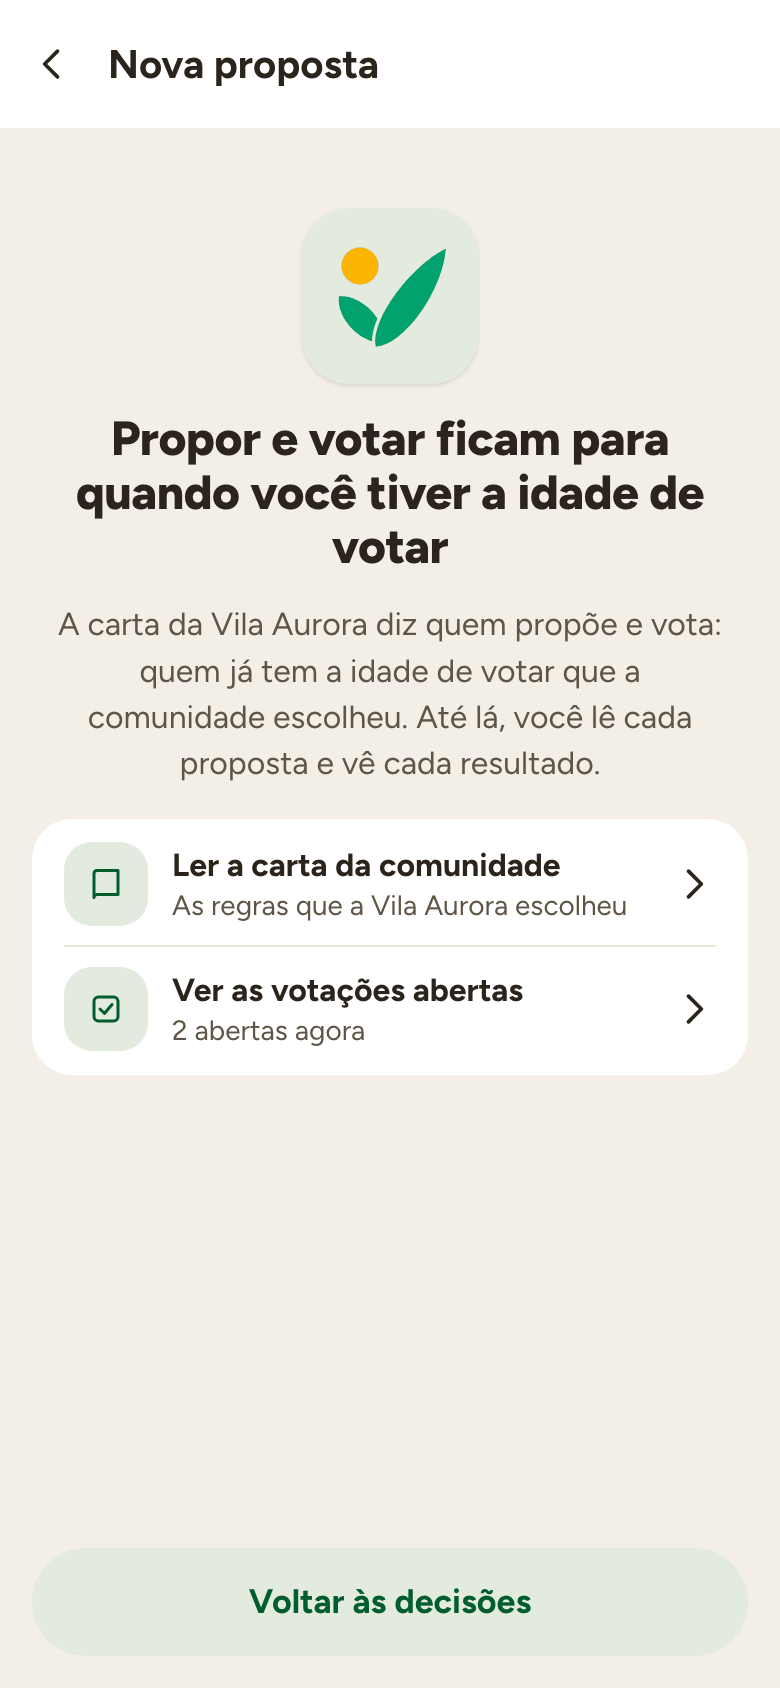 Nova proposta
Propor e votar ficam para
quando você tiver a idade de
votar
A carta da Vila Aurora diz quem propõe e vota:
quem já tem a idade de votar que a
comunidade escolheu. Até lá, você lê cada
proposta e vê cada resultado.
Ler a carta da comunidade
As regras que a Vila Aurora escolheu
Ver as votações abertas
2 abertas agora
Voltar às decisões